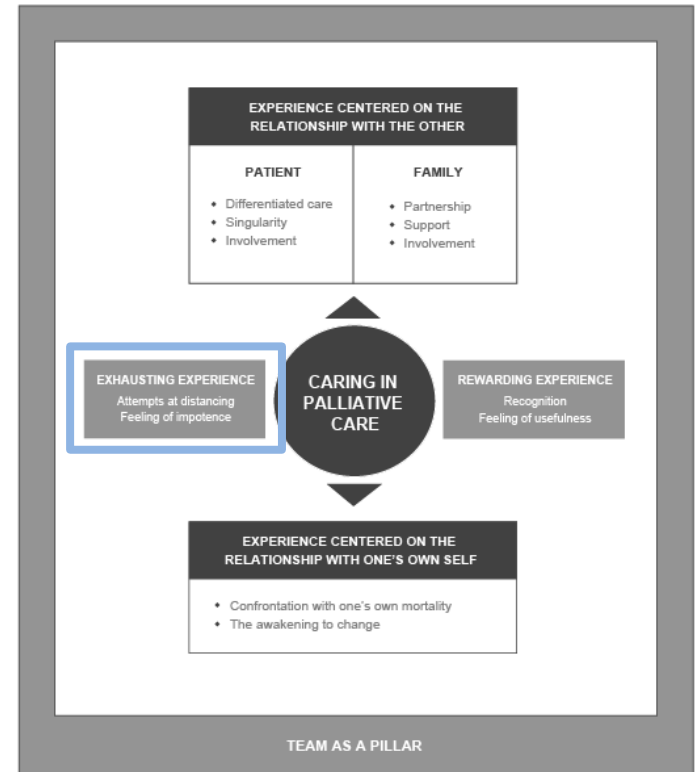 EXPERIENCE CENTERED ON THE
RELATIONSHIP WITH THE OTHER
PATIENT
• Differentiated care
• Singularity
• Involvement
FAMILY
• Partnership
• Support
• Involvement
EXHAUSTING EXPERIENCE
Attempts at distancing
Feeling of impotence
CARING IN
PALLIATIVE
CARE
REWARDING EXPERIENCE
Recognition
Feeling of usefulness
EXPERIENCE CENTERED ON THE
RELATIONSHIP WITH ONE'S OWN SELF
• Confrontation with one's own mortality
• The awakening to change
TEAM AS A PILLAR